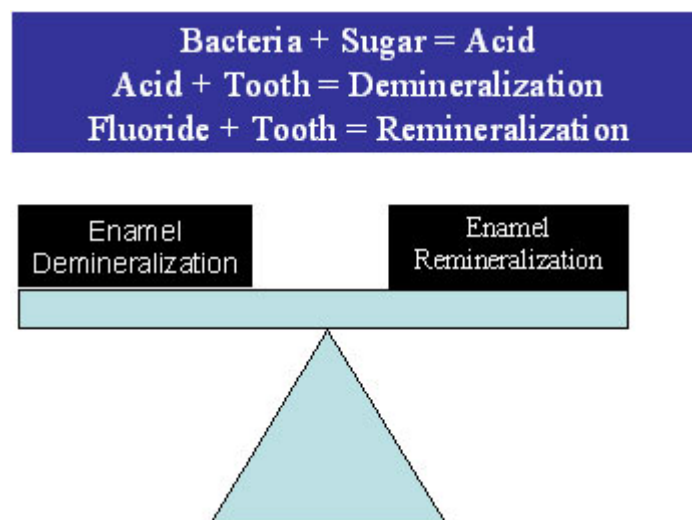 Bacteria + Sugar = Acid
Acid + Tooth = Demineralization
Fluoride + Tooth = Remineralization
Enamel
Demineralization
Enamel
Remineralization